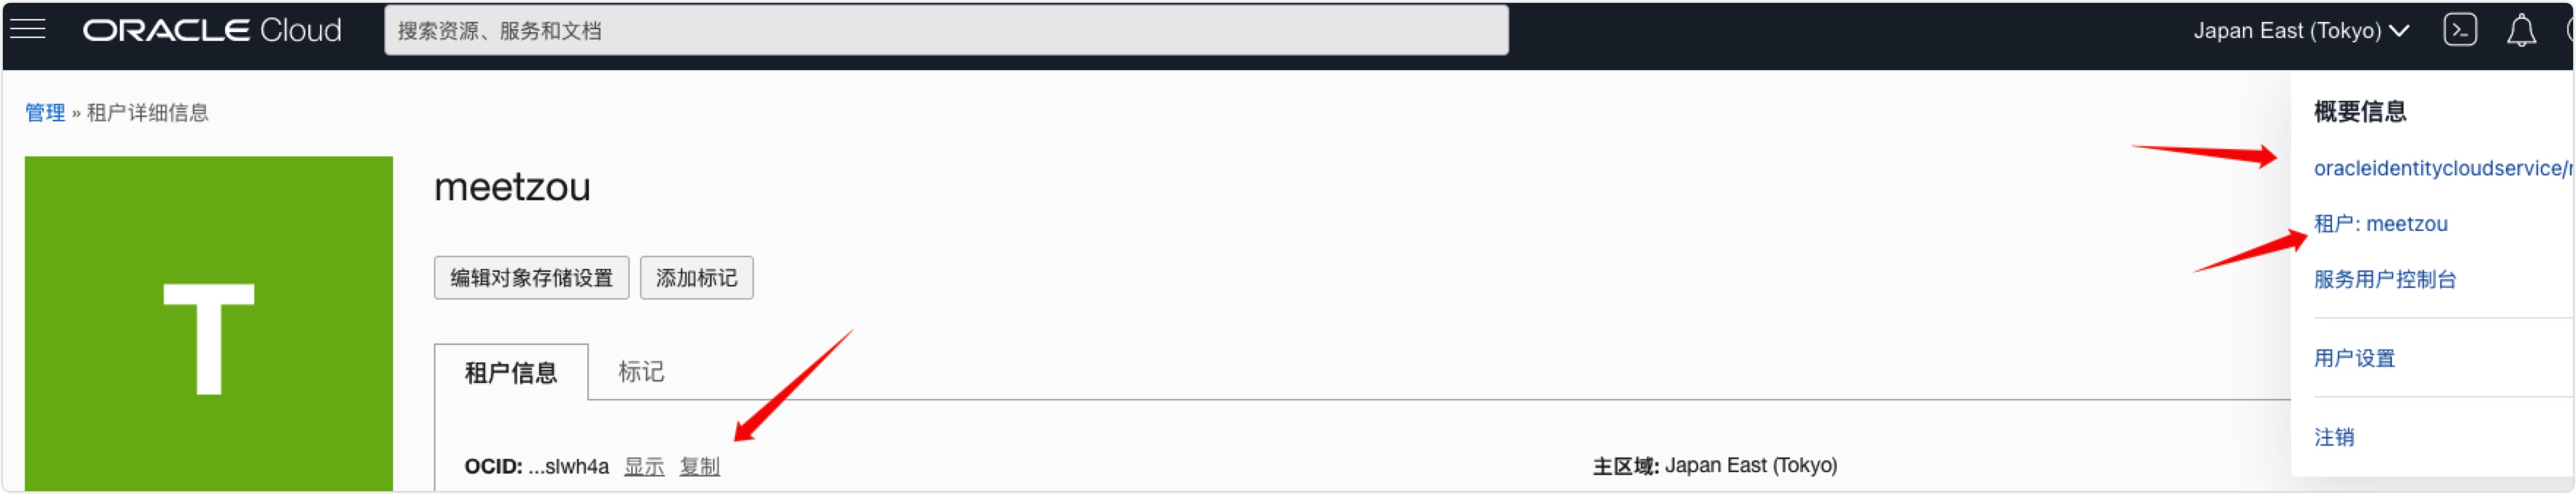 ORACLE Cloud
搜索资源、服务和文档
Japan East (Tokyo)
管理 » 租户详细信息
T
meetzou
编辑对象存储设置
添加标记
租户信息
标记
OCID: ...slwh4a 显示 复制
主区域: Japan East (Tokyo)
概要信息
oracleidentitycloudservice/
租户: meetzou
服务用户控制台
用户设置
注销